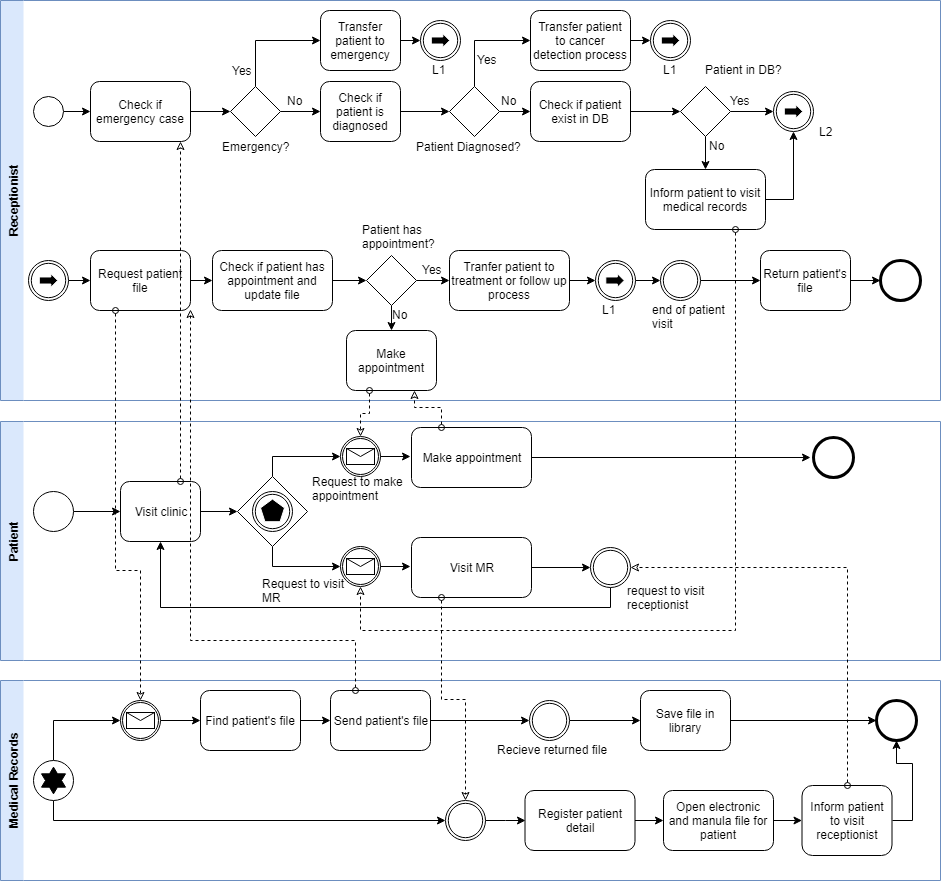 Receptionist
Transfer
patient to
emergency
L1
Transfer patient
to cancer
detection process
L1
Patient in DB?
Yes
Yes
Check if
emergency case
No
Check if
patient is
diagnosed
No
Check if patient
exist in DB
Yes
L2
Emergency?
Patient Diagnosed?
No
Inform patient to visit
medical records
Patient has
appointment?
Request patient
file
Check if patient has
appointment and
update file
Yes
Tranfer patient to
treatment or follow up
process
L1
end of patient
visit
Return patient's
file
No
Make
appointment
Patient
Make appointment
Request to make
appointment
Visit clinic
Visit MR
Request to visit
MR
request to visit
receptionist
Medical Records
Find patient's file
Send patient's file
Recieve returned file
Save file in
library
Register patient
detail
Open electronic
and manula file for
patient
Inform patient
to visit
receptionist